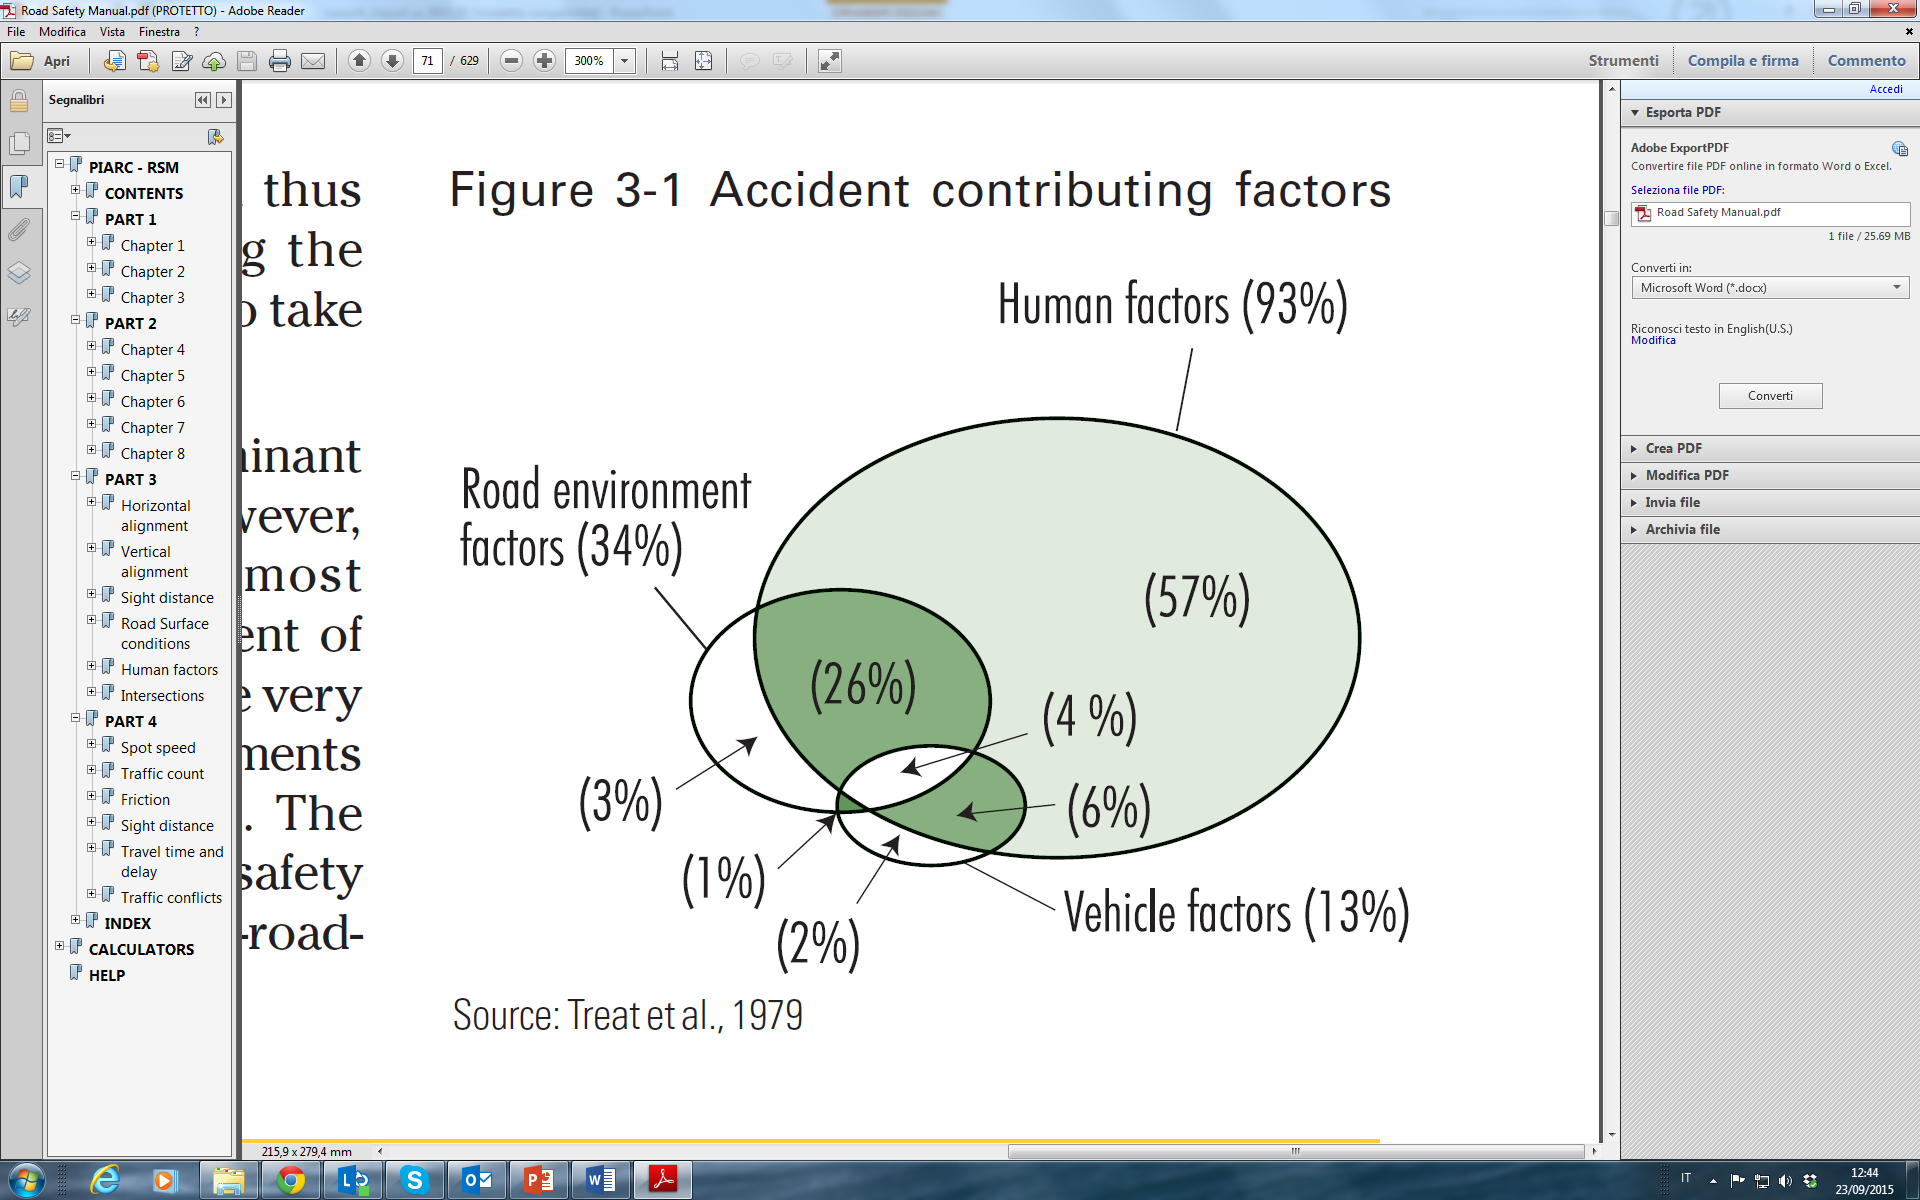 Road Safety Manual.pdf (PROTETTO) - Adobe Reader
File Modifica Vista Finestra ?
Apri
71 / 629
300%
Strumenti
Compila e firma
Commento
Segnalibri
PIARC - RSM
CONTENTS
PART 1
Chapter 1
Chapter 2
Chapter 3
PART 2
Chapter 4
Chapter 5
Chapter 6
Chapter 7
Chapter 8
PART 3
Horizontal
alignment
Vertical
alignment
Sight distance
Road Surface
conditions
Human factors
Intersections
PART 4
Spot speed
Traffic count
Friction
Sight distance
Travel time and
delay
Traffic conflicts
INDEX
CALCULATORS
HELP
thus
g the
o take
inant
wever,
most
ent of
e very
ments
. The
safety
-road-
Figure 3-1 Accident contributing factors
Human factors (93%)
Road environment
factors (34%)
(57%)
(26%)
(4 %)
(3%)
(6%)
(1%)
(2%)
Vehicle factors (13%)
Source: Treat et al., 1979
215,9 x 279,4 mm
Accedi
Esporta PDF
Adobe ExportPDF
Convertire file PDF online in formato Word o Excel.
Seleziona file PDF:
Road Safety Manual.pdf
1 file / 25.69 MB
Converti in:
Microsoft Word (*.docx)
Riconosci testo in English(U.S.)
Modifica
Converti
Crea PDF
Modifica PDF
Invia file
Archivia file
IT
12:44
23/09/2015